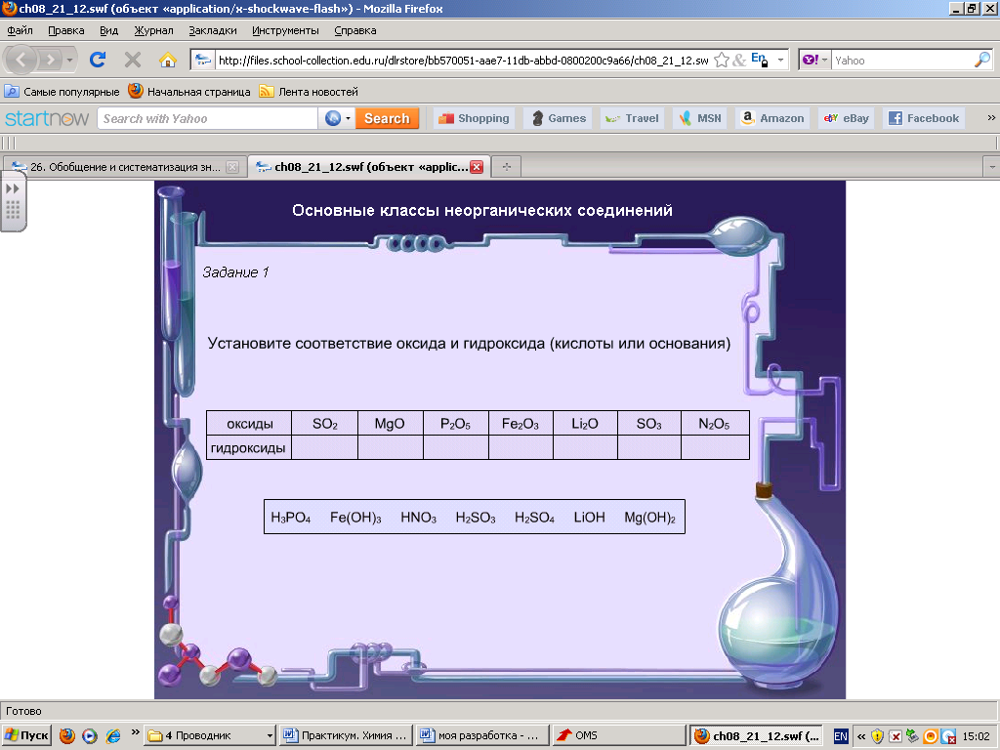 ch08_21_12.swf (объект «application/x-shockwave-flash») - Mozilla Firefox
Файл Правка Вид Журнал Закладки Инструменты Справка
http://files.school-collection.edu.ru/dlrstore/bb570051-aae7-11db-abbd-0800200c9a66/ch08_21_12.sw En Yahoo
Самые популярные Начальная страница Лента новостей
startnow Search with Yahoo Search Shopping Games Travel MSN Amazon eBay Facebook »
26. Обобщение и систематизация зн... ch08_21_12.swf (объект «applic...
Основные классы неорганических соединений
Задание 1
Установите соответствие оксида и гидроксида (кислоты или основания)
оксиды SO₂ MgO P₂O₅ Fe₂O₃ Li₂O SO₃ N₂O₅
гидроксиды
H₃PO₄ Fe(OH)₃ HNO₃ H₂SO₃ H₂SO₄ LiOH Mg(OH)₂
Готово
Пуск » 4 Проводник Практикум. Химия ... моя разработка - ... OMS ch08_21_12.swf (... EN « 15:02